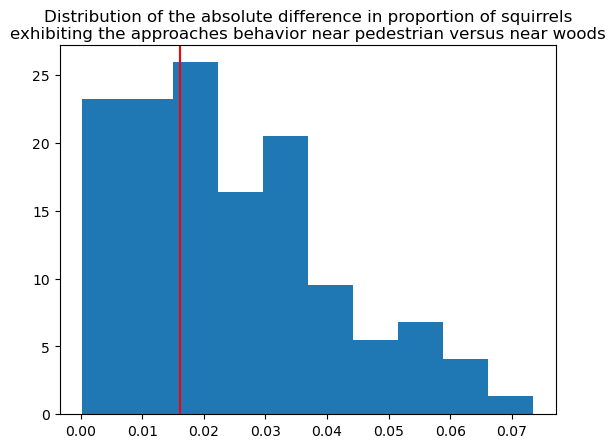 Distribution of the absolute difference in proportion of squirrels
exhibiting the approaches behavior near pedestrian versus near woods
25
20
15
10
5
0
0.00 0.01 0.02 0.03 0.04 0.05 0.06 0.07